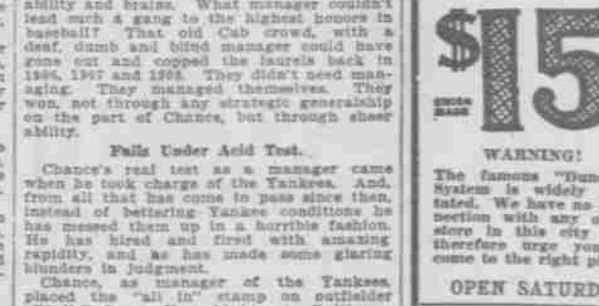 ability and brains. What manager couldn't
lead such a gang to the highest honors in
baseball? That old Cub crowd, with a
deaf, dumb and blind manager could have
gone out and copped the laurels back in
1906, 1907 and 1908. They didn't need man-
aging. They managed themselves. They
won, not through any strategic generalship
on the part of Chance, but through sheer
ability.
Fails Under Acid Test.
Chance's real test as a manager came
when he took charge of the Yankees. And,
from all that has come to pass since then,
instead of bettering Yankee conditions he
has messed them up in a horrible fashion.
He has hired and fired with amazing
rapidity, and he has made some glaring
blunders in judgment.
Chance, as manager of the Yankees,
placed the "all in" stamp on outfielder
$15
UNION
MADE
WARNING!
The famous "Dun
System is widely
tated. We have no
nection with any o
store in this city
therefore urge you
come to the right pl
OPEN SATURD